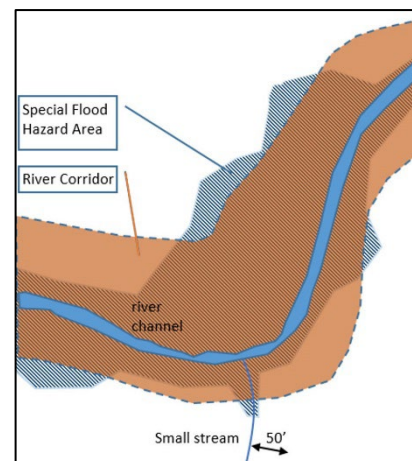 Special Flood
Hazard Area
River Corridor
river
channel
Small stream
50’